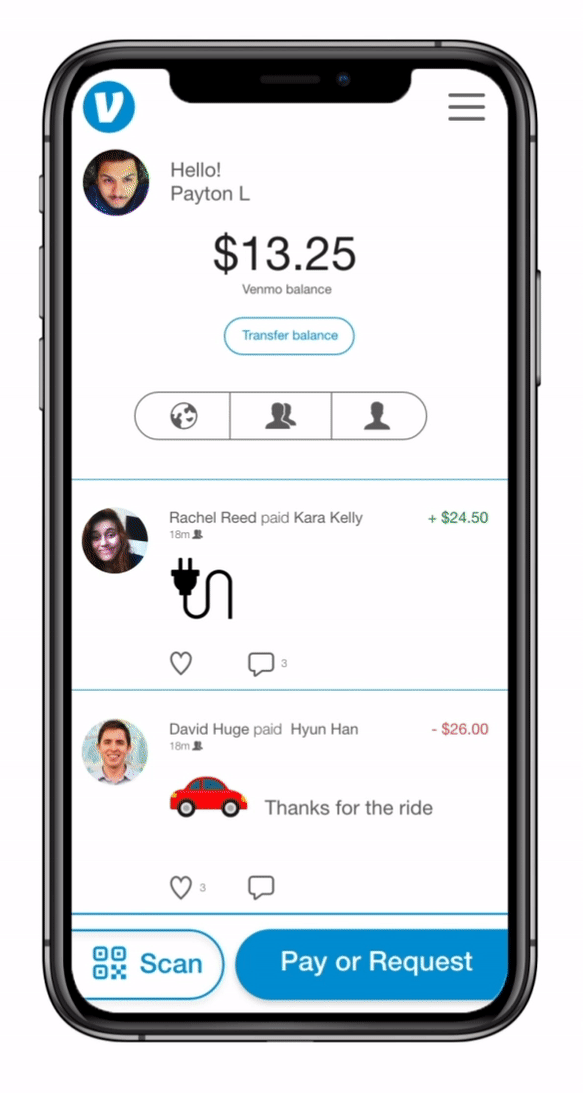 V
Hello!
Payton L
$13.25
Venmo balance
Transfer balance
Rachel Reed paid Kara Kelly + $24.50
18m
3
David Huge paid Hyun Han - $26.00
18m
Thanks for the ride
3
Scan Pay or Request